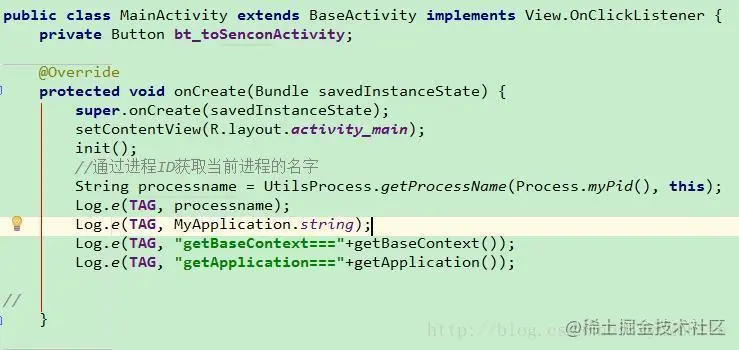 public class MainActivity extends BaseActivity implements View.OnClickListener {
private Button bt_toSenconActivity;
@Override
protected void onCreate(Bundle savedInstanceState) {
super.onCreate(savedInstanceState);
setContentView(R.layout.activity_main);
init();
//通过进程ID获取当前进程的名字
String processname = UtilsProcess.getProcessName(Process.myPid(), this);
Log.e(TAG, processname);
Log.e(TAG, MyApplication.string);
Log.e(TAG, "getBaseContext==="+getBaseContext());
Log.e(TAG, "getApplication==="+getApplication());
//
}
http://blog.cs
@稀土掘金技术社区